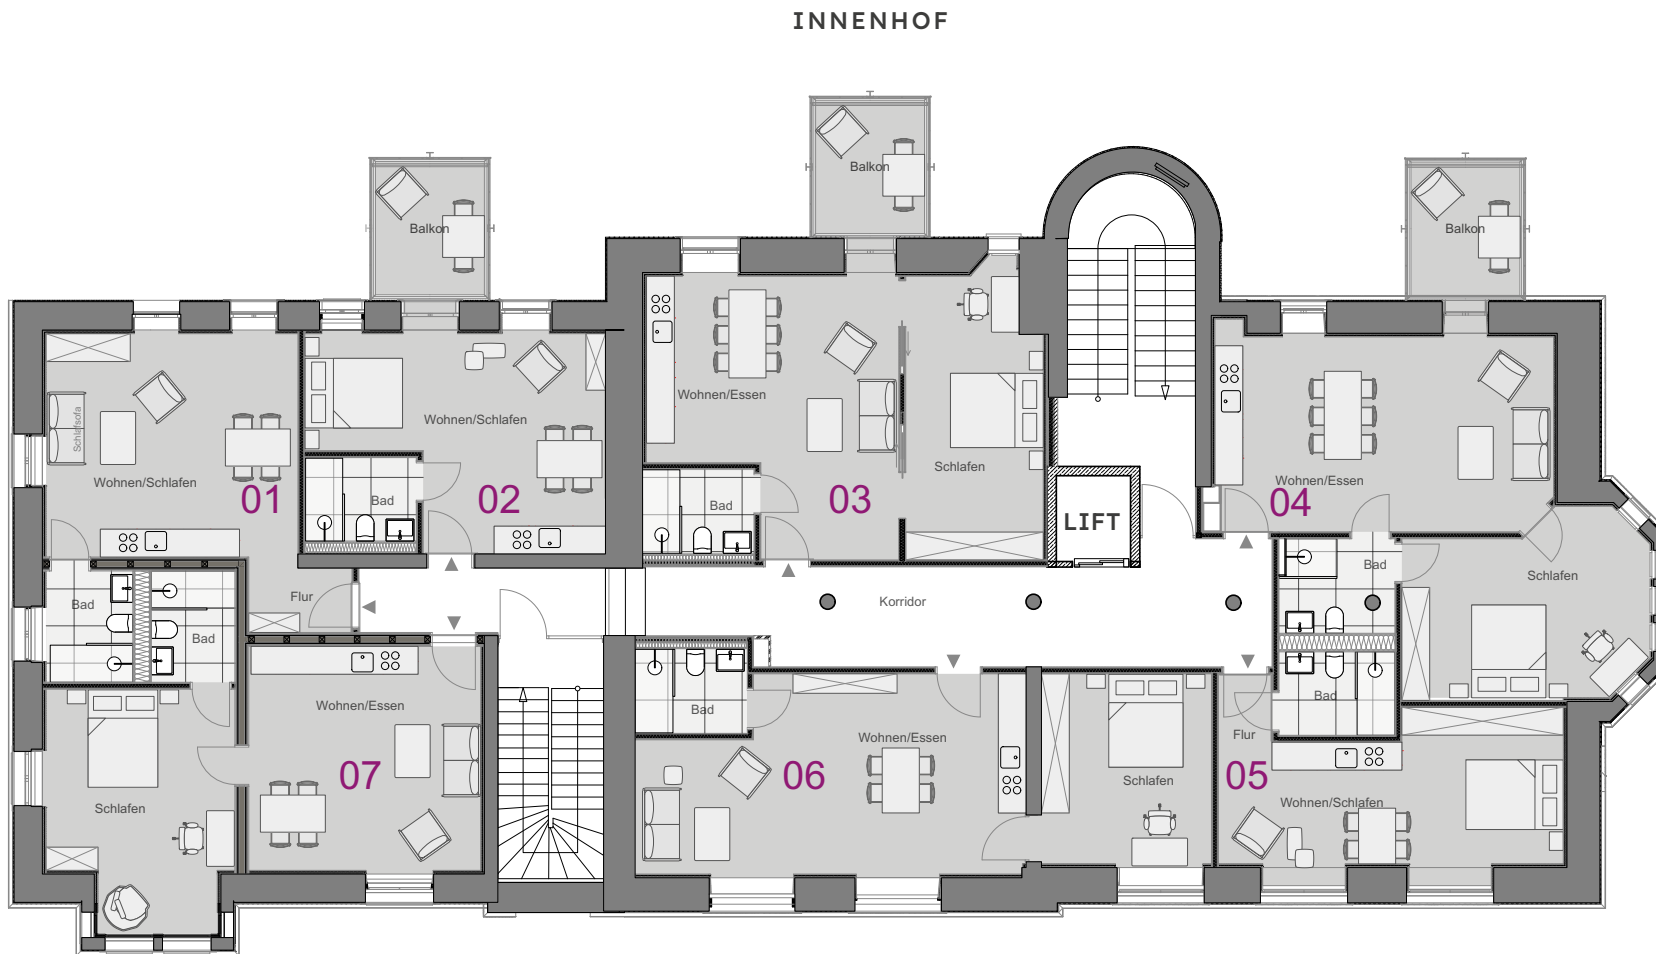 INNENHOF
Balkon
Balkon
Balkon
Wohnen/Essen
Schlafsofa
Wohnen/Schlafen
Wohnen/Schlafen
Schlafen
Wohnen/Essen
01
Bad
02
Bad
03
LIFT
04
Bad
Schlafen
Flur
Korridor
Bad
Bad
Wohnen/Essen
Bad
Wohnen/Essen
Bad
Flur
07
06
Schlafen
05
Schlafen
Wohnen/Schlafen